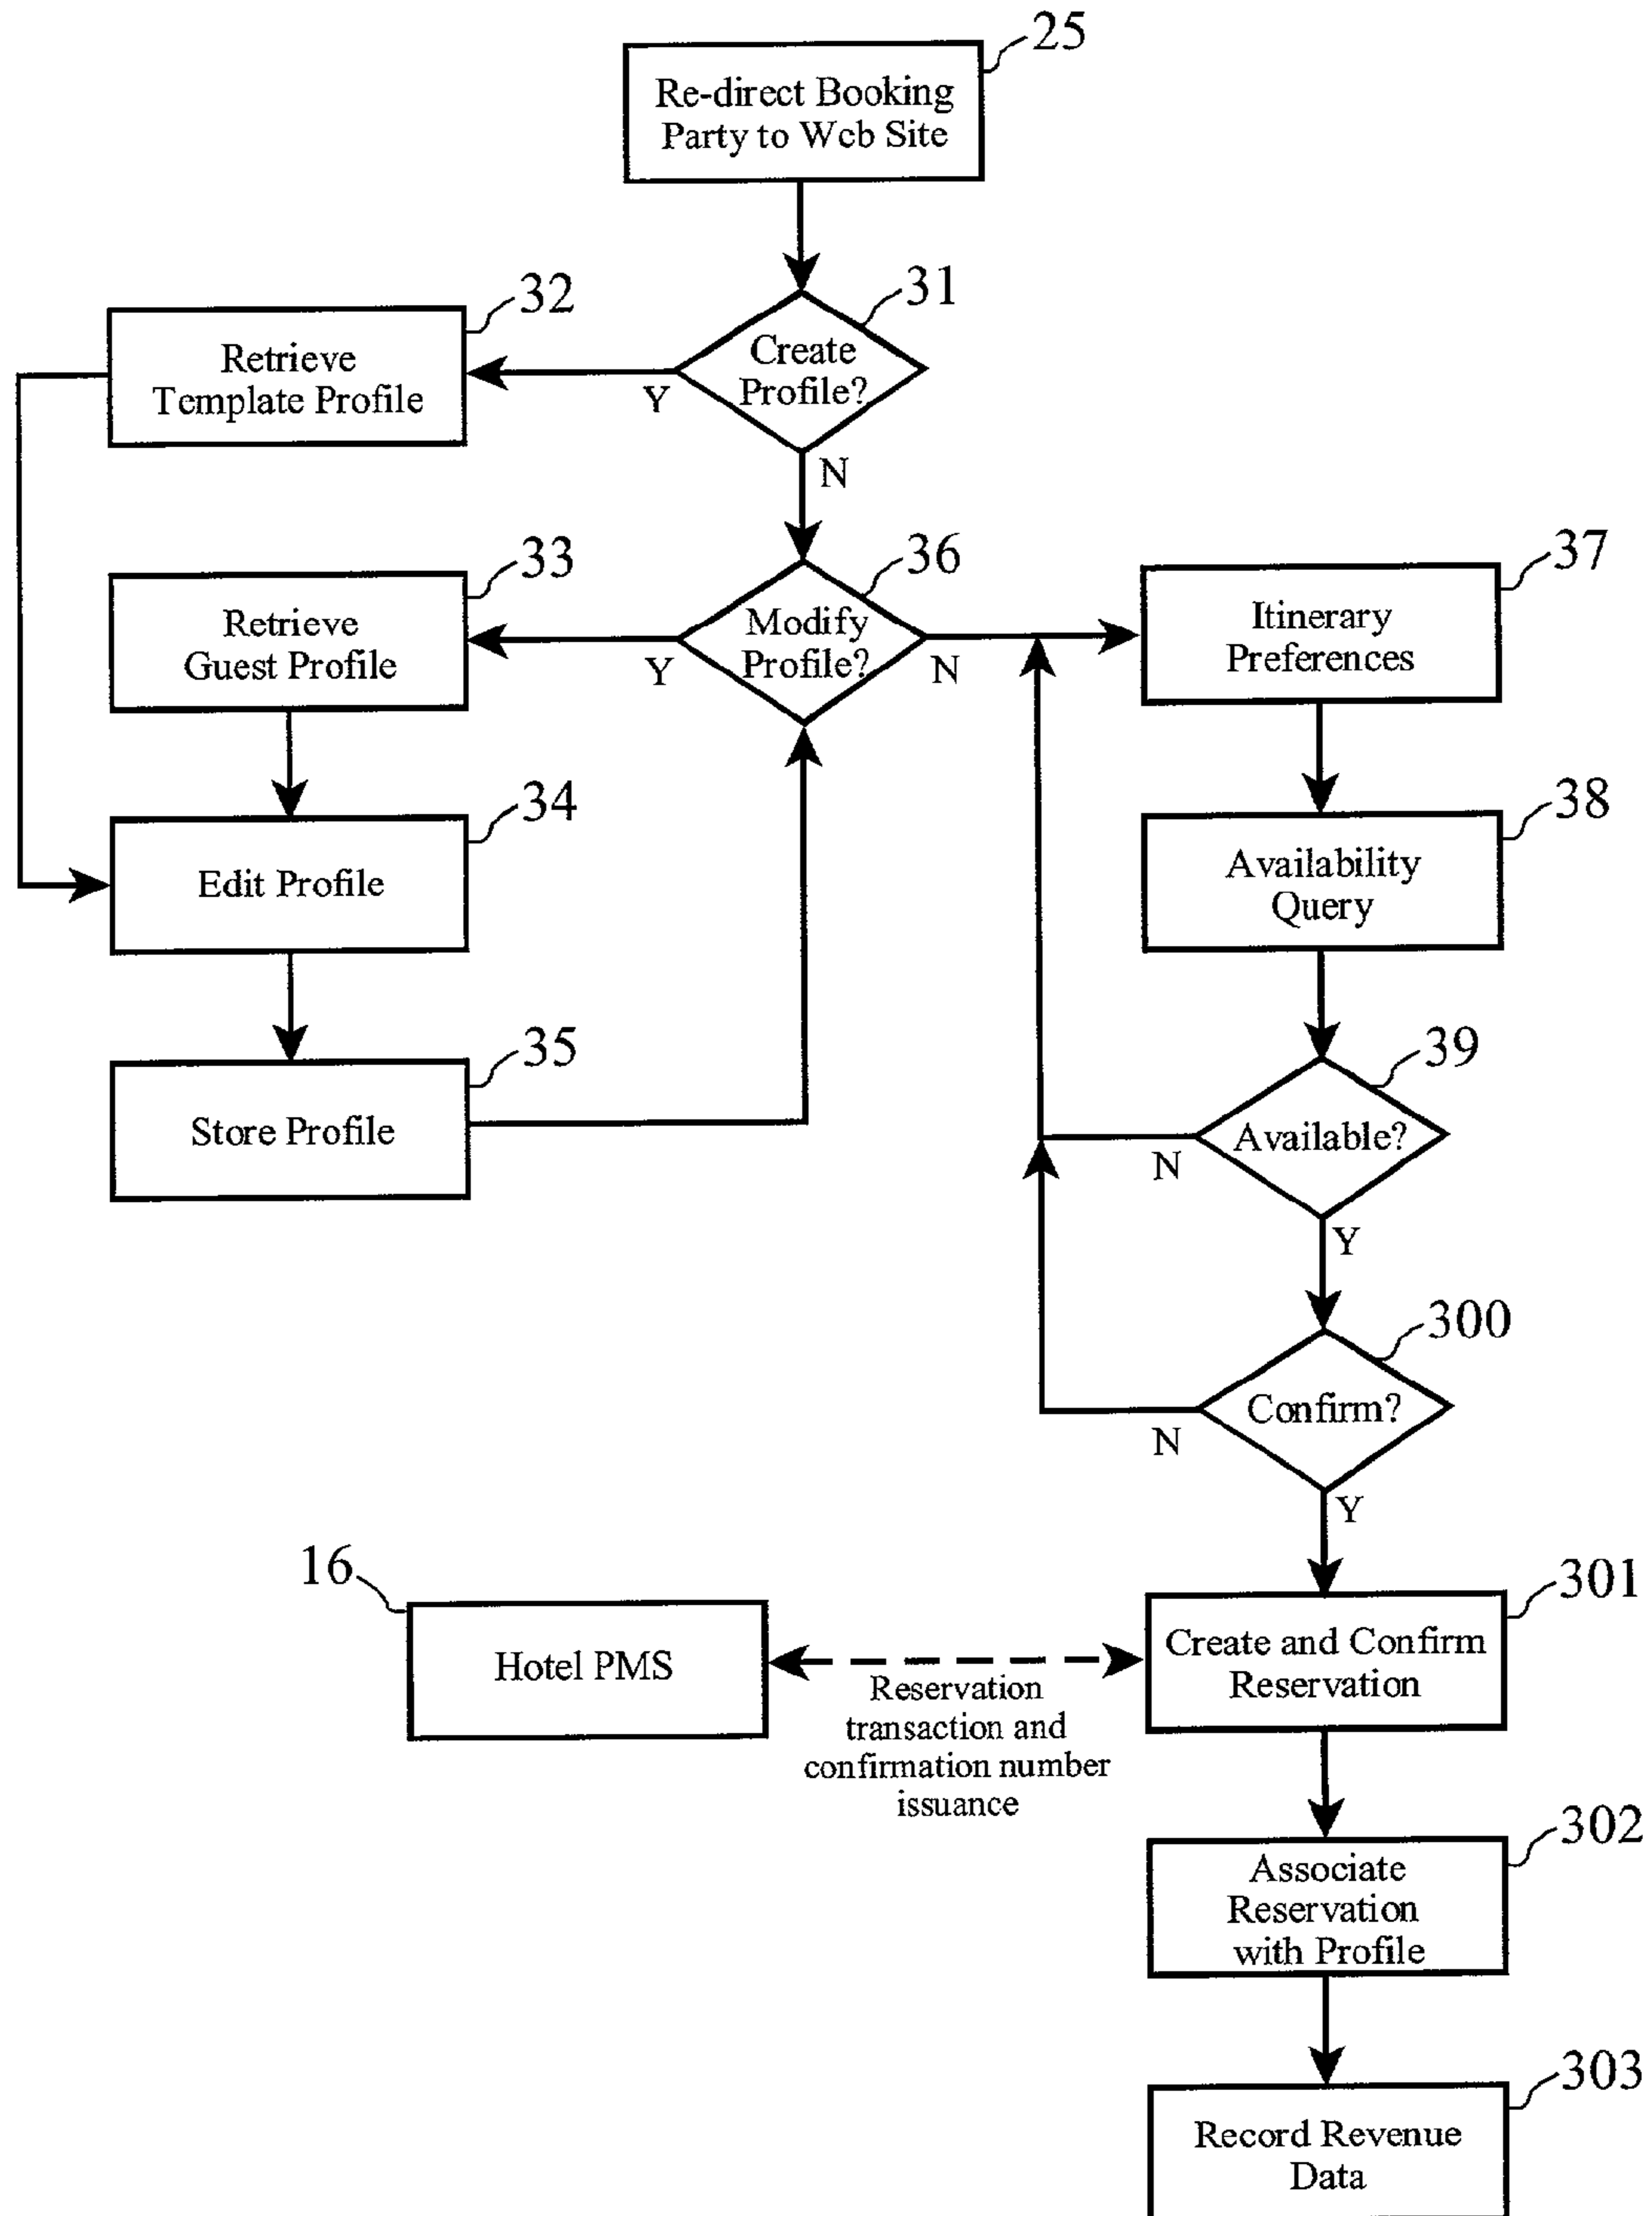 25
Re-direct Booking
Party to Web Site
31
Create
Profile?
Y
N
32
Retrieve
Template Profile
36
Modify
Profile?
Y
N
33
Retrieve
Guest Profile
34
Edit Profile
35
Store Profile
37
Itinerary
Preferences
38
Availability
Query
39
Available?
N
Y
300
Confirm?
N
Y
16
Hotel PMS
Reservation
transaction and
confirmation number
issuance
301
Create and Confirm
Reservation
302
Associate
Reservation
with Profile
303
Record Revenue
Data